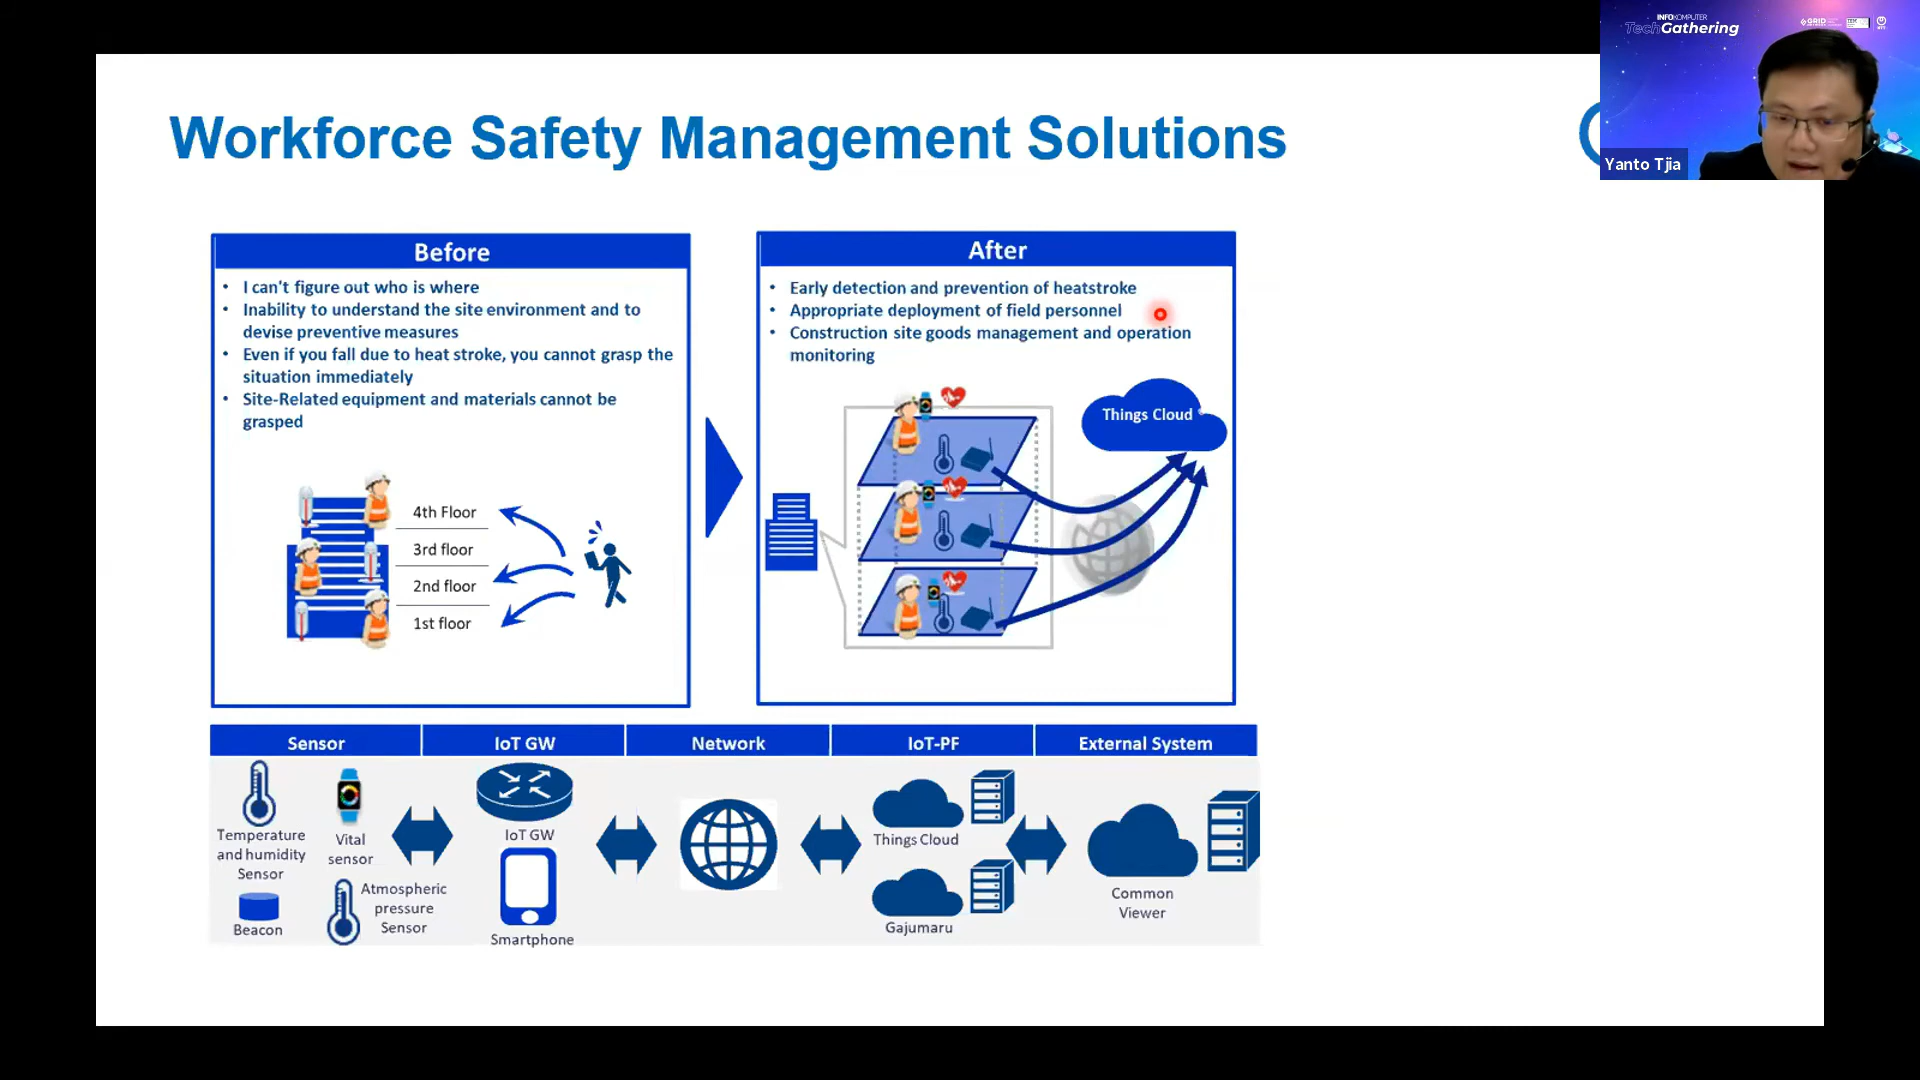 INFOKOMPUTER
TechGathering
GRID
Yanto Tjia
Workforce Safety Management Solutions
Before
• I can't figure out who is where
• Inability to understand the site environment and to
devise preventive measures
• Even if you fall due to heat stroke, you cannot grasp the
situation immediately
• Site-Related equipment and materials cannot be
grasped
4th Floor
3rd floor
2nd floor
1st floor
After
• Early detection and prevention of heatstroke
• Appropriate deployment of field personnel
• Construction site goods management and operation
monitoring
Things Cloud ®
Sensor
IoT GW
Network
IoT-PF
External System
Temperature
and humidity
Sensor
Vital
sensor
Beacon
Atmospheric
pressure
Sensor
IoT GW
Smartphone
Things Cloud
Gajumaru
Common
Viewer